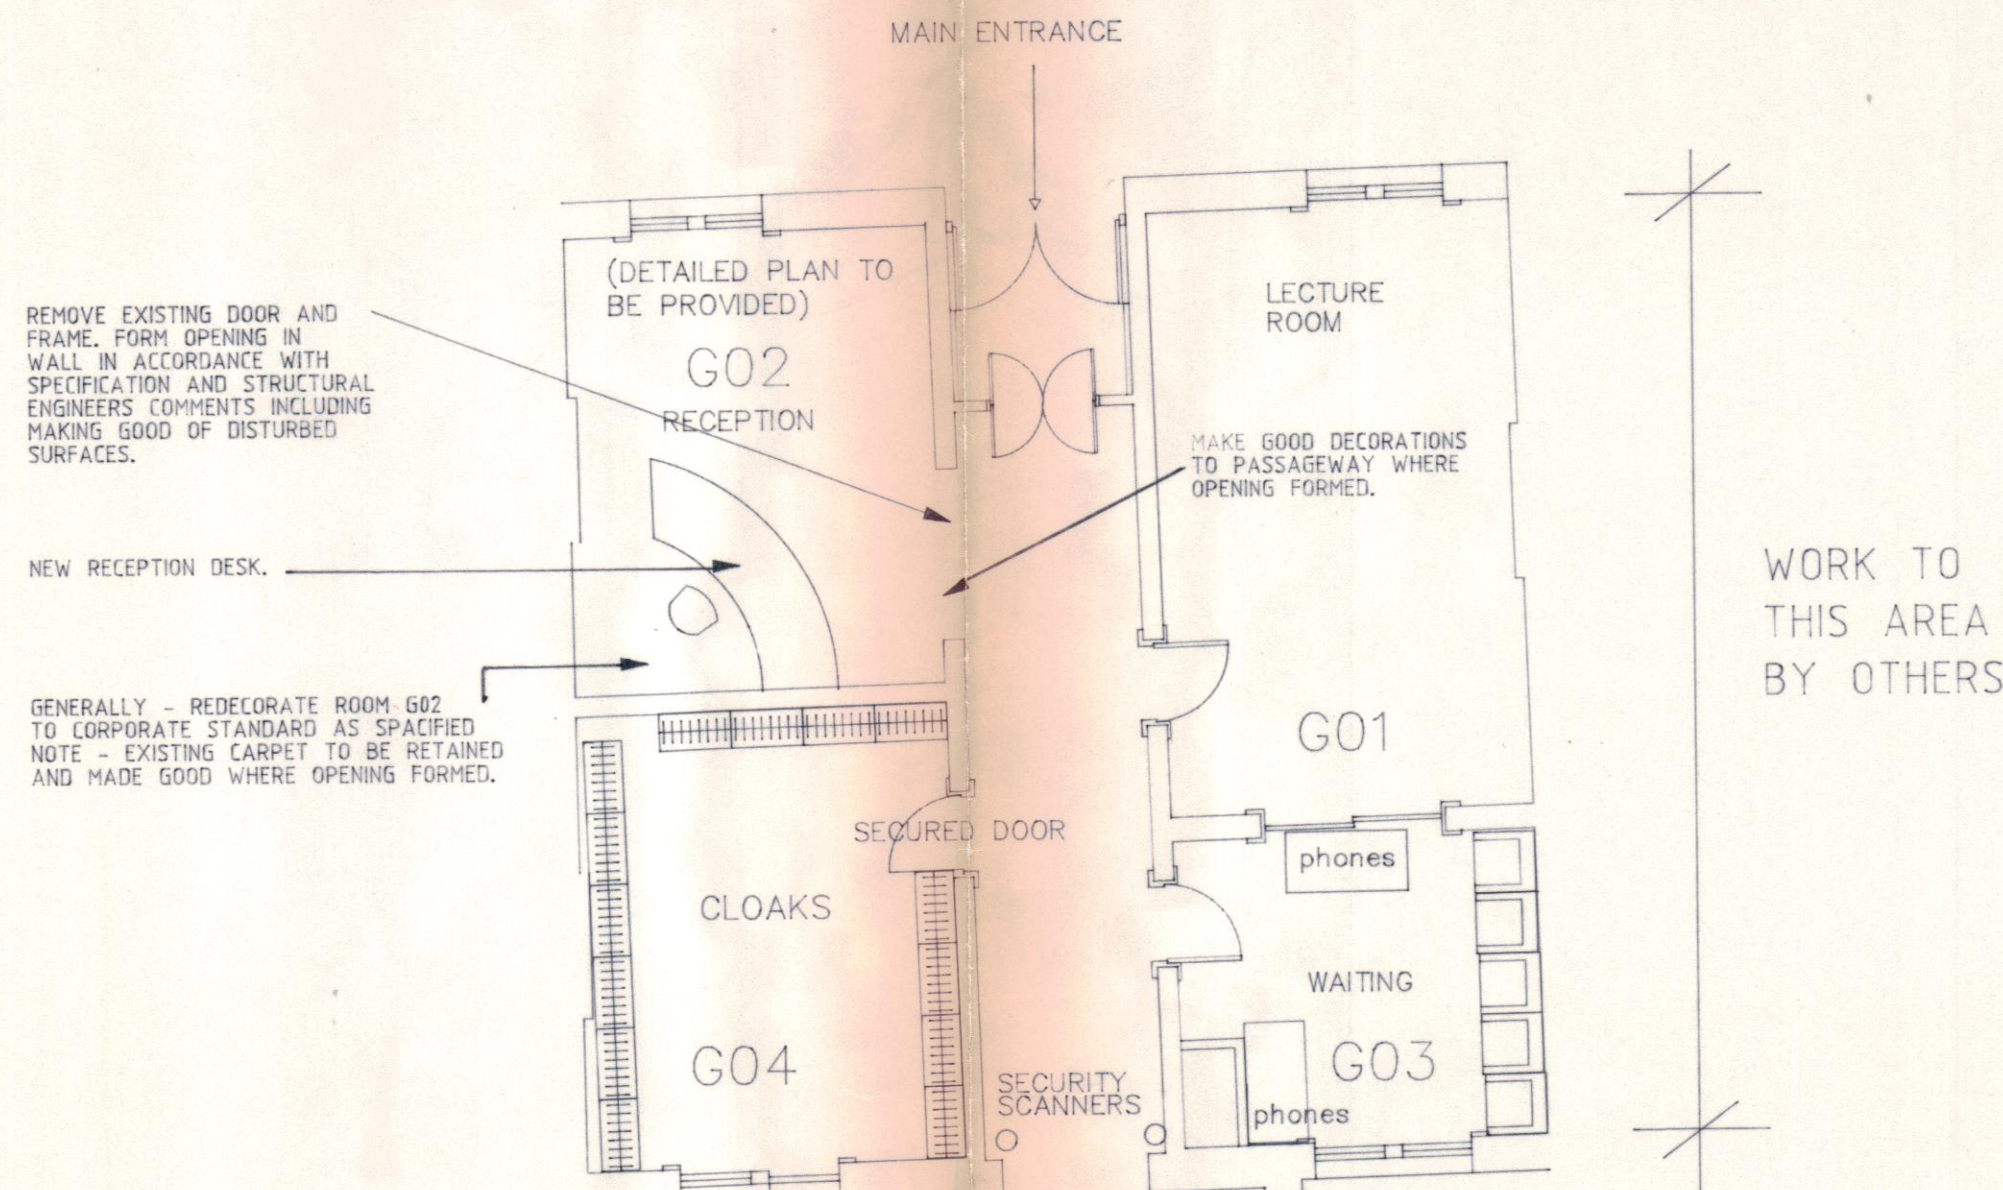 MAIN ENTRANCE
(DETAILED PLAN TO
BE PROVIDED)
G02
RECEPTION
LECTURE
ROOM
REMOVE EXISTING DOOR AND
FRAME. FORM OPENING IN
WALL IN ACCORDANCE WITH
SPECIFICATION AND STRUCTURAL
ENGINEERS COMMENTS INCLUDING
MAKING GOOD OF DISTURBED
SURFACES.
MAKE GOOD DECORATIONS
TO PASSAGEWAY WHERE
OPENING FORMED.
NEW RECEPTION DESK.
WORK TO
THIS AREA
BY OTHERS
GENERALLY - REDECORATE ROOM G02
TO CORPORATE STANDARD AS SPACIFIED
NOTE - EXISTING CARPET TO BE RETAINED
AND MADE GOOD WHERE OPENING FORMED.
G01
SECURED DOOR
phones
CLOAKS
WAITING
G04
G03
SECURITY
SCANNERS
phones